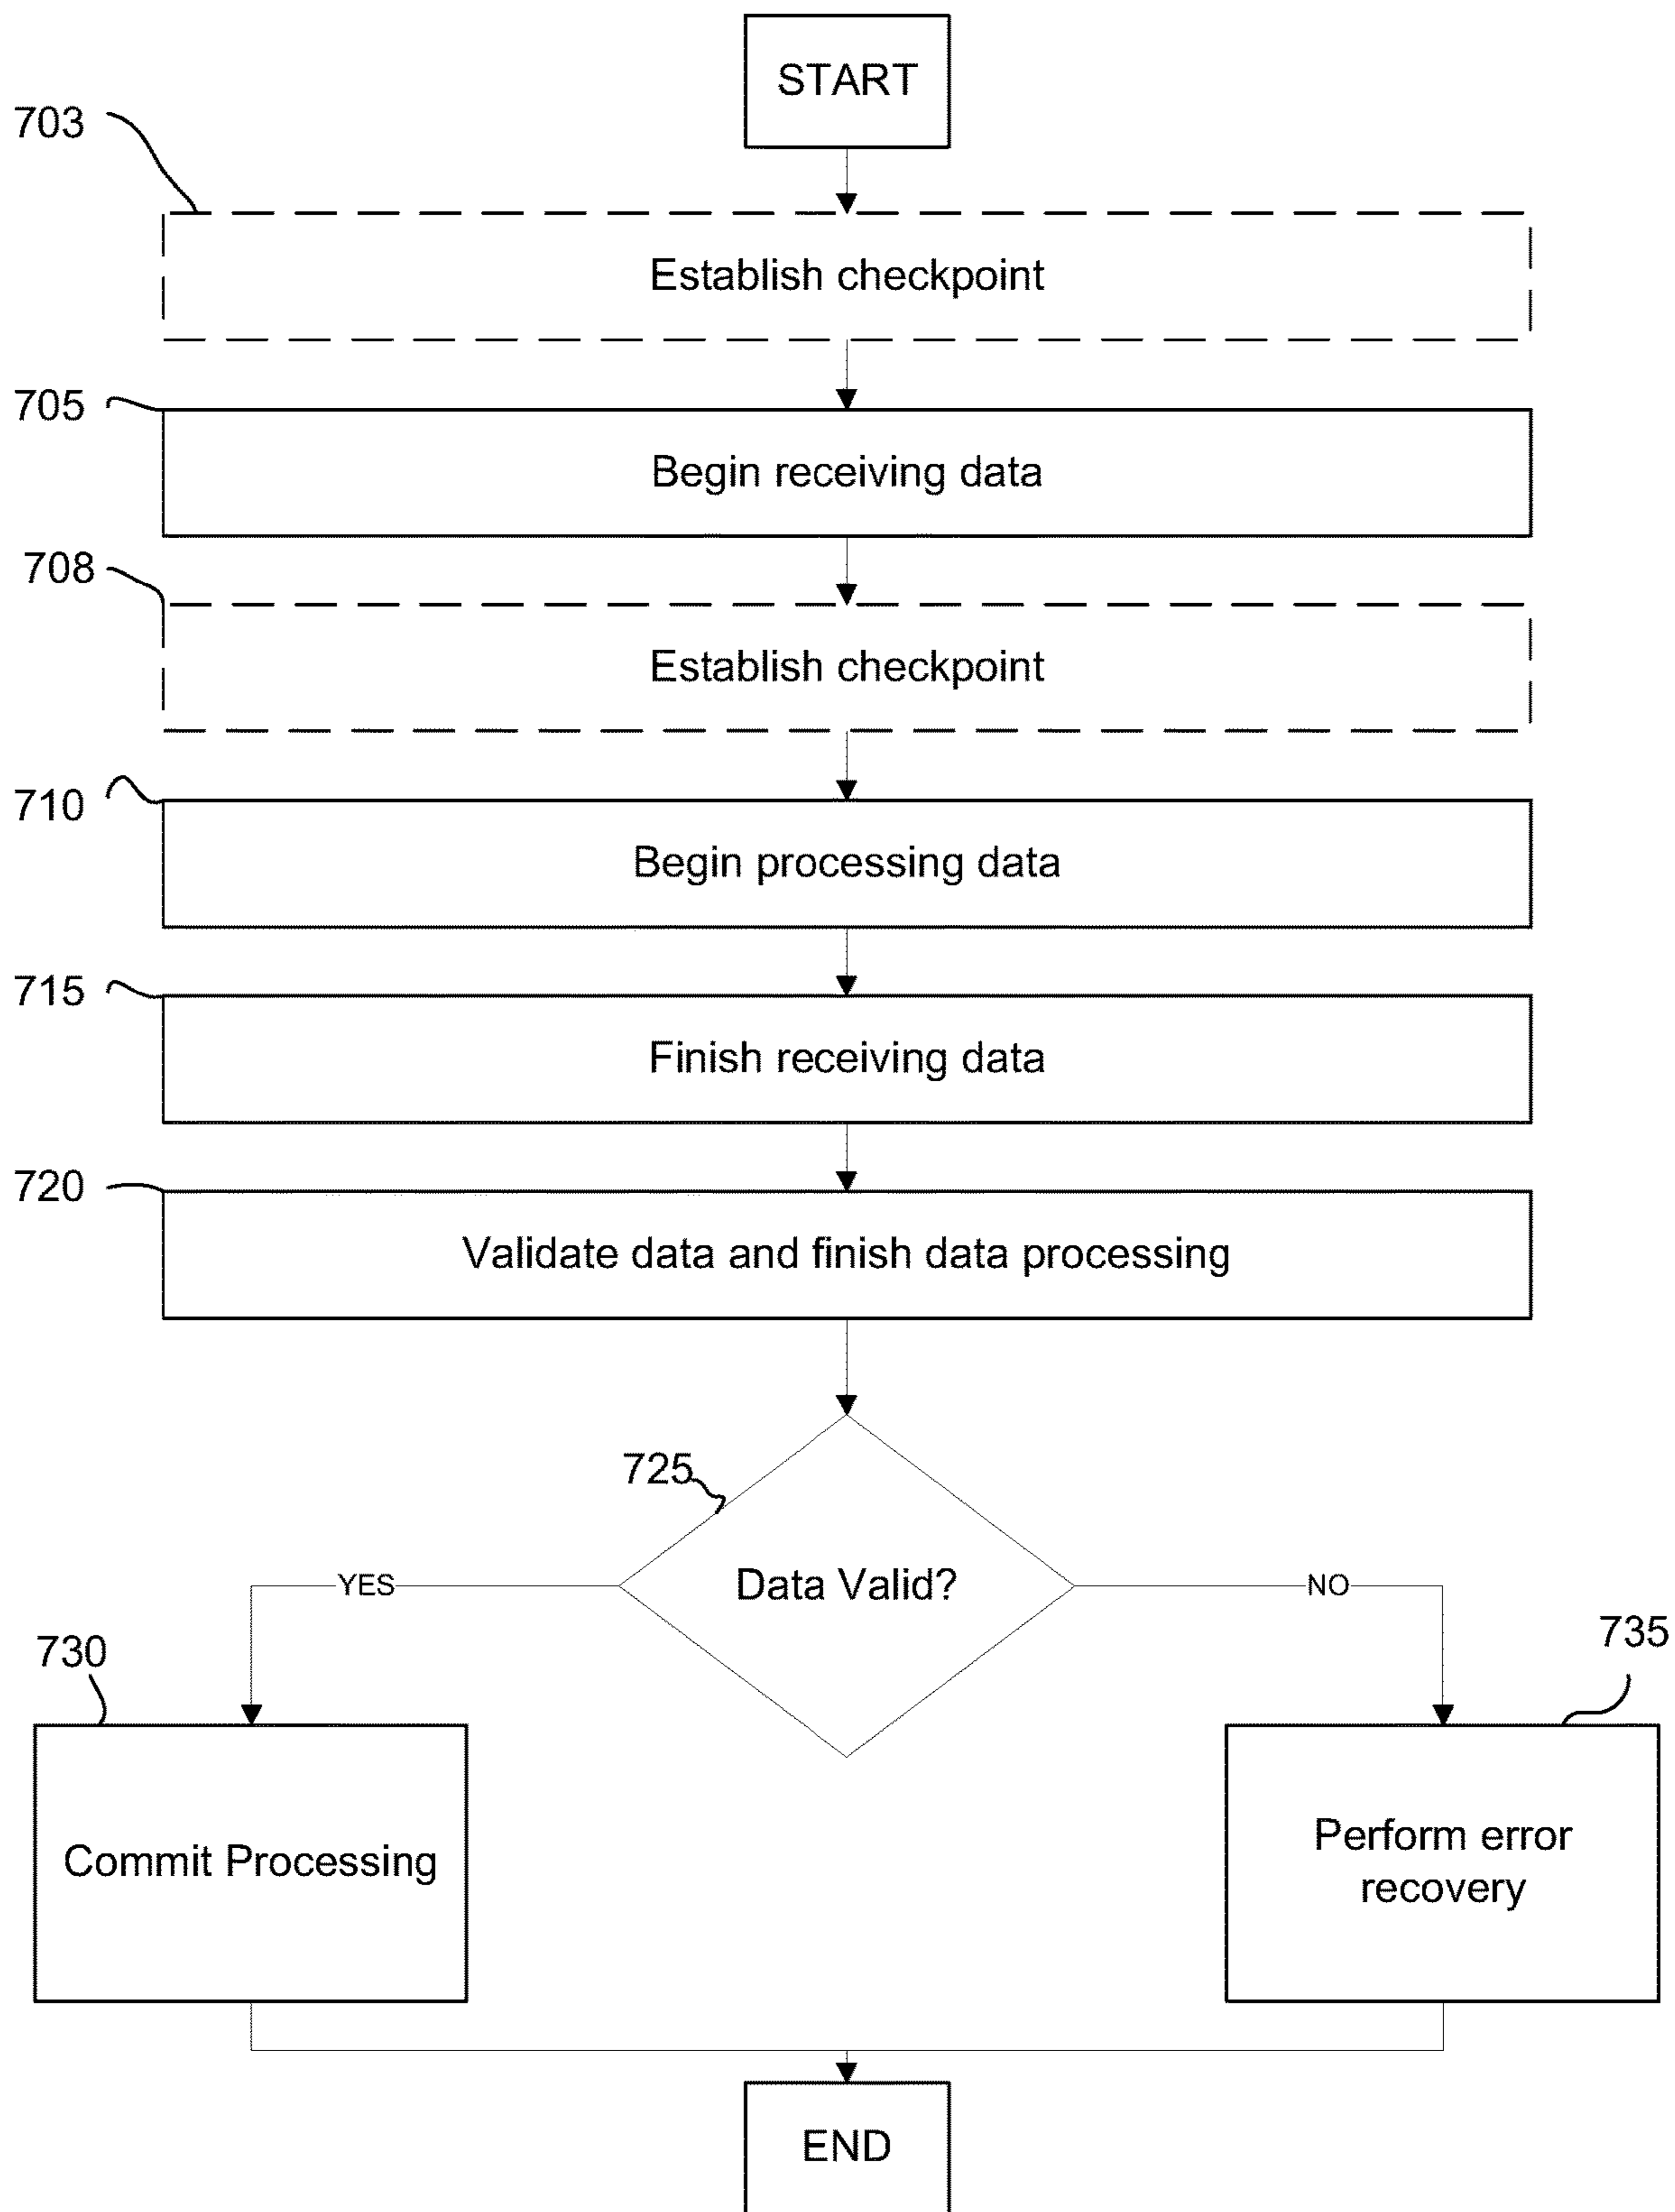 START
703
Establish checkpoint
705
Begin receiving data
708
Establish checkpoint
710
Begin processing data
715
Finish receiving data
720
Validate data and finish data processing
725
Data Valid?
YES
NO
730
735
Commit Processing
Perform error
recovery
END